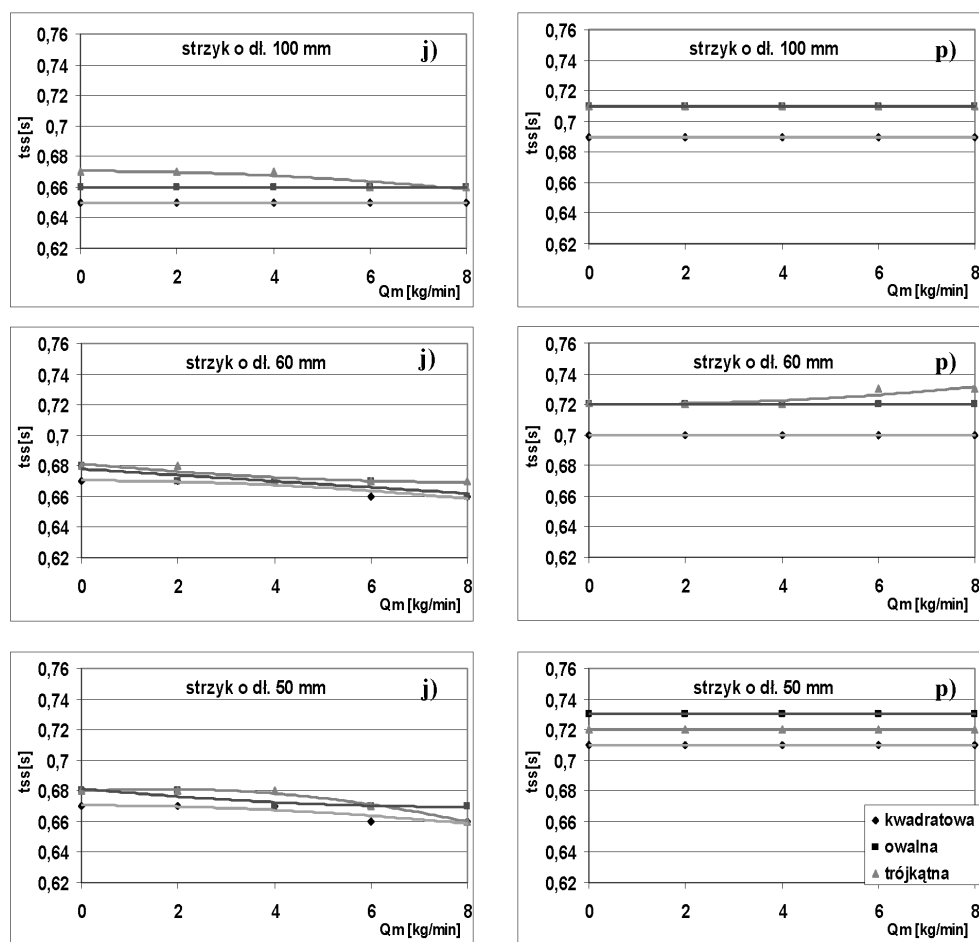 strzyk o dł. 100 mm j)
tss[s]
0,76
0,74
0,72
0,7
0,68
0,66
0,64
0,62
0 2 4 6 8
Qm [kg/min]
strzyk o dł. 100 mm p)
tss[s]
0,76
0,74
0,72
0,7
0,68
0,66
0,64
0,62
0 2 4 6 8
Qm [kg/min]
strzyk o dł. 60 mm j)
tss[s]
0,76
0,74
0,72
0,7
0,68
0,66
0,64
0,62
0 2 4 6 8
Qm [kg/min]
strzyk o dł. 60 mm p)
tss[s]
0,76
0,74
0,72
0,7
0,68
0,66
0,64
0,62
0 2 4 6 8
Qm [kg/min]
strzyk o dł. 50 mm j)
tss[s]
0,76
0,74
0,72
0,7
0,68
0,66
0,64
0,62
0 2 4 6 8
Qm [kg/min]
strzyk o dł. 50 mm p)
tss[s]
0,76
0,74
0,72
0,7
0,68
0,66
0,64
0,62
0 2 4 6 8
Qm [kg/min]
kwadratowa
owalna
trójkątna